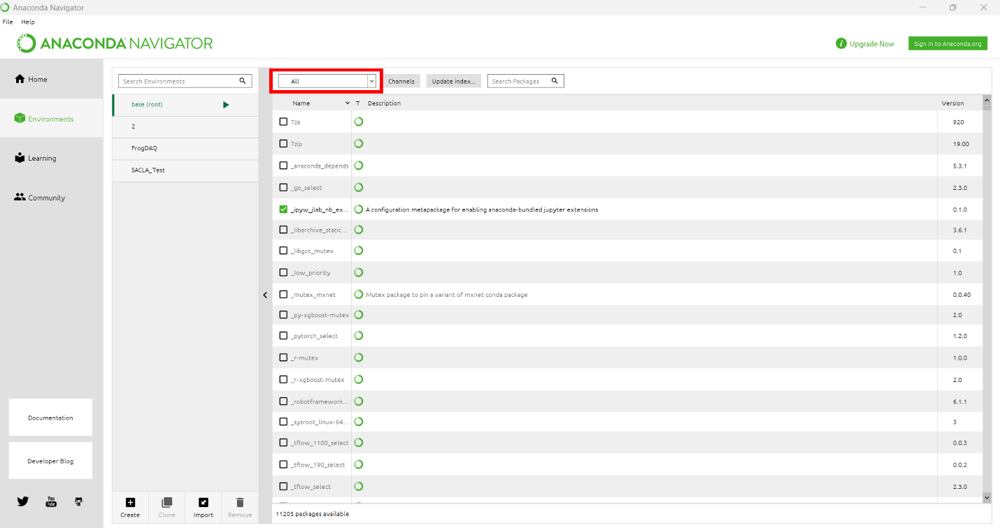 Anaconda Navigator
File Help
ANACONDA NAVIGATOR
i Upgrade Now
Sign in to Anaconda.org
Home
Environments
Learning
Community
Documentation
Developer Blog
You Tube
Search Environments
base (root)
2
FrogDAQ
SACLA_Test
Create Clone Import Remove
All Channels Update index... Search Packages
Name T Description Version
7za 920
7zip 19.00
_anaconda_depends 5.3.1
_go_select 2.3.0
_ipyw_jlab_nb_ex... A configuration metapackage for enabling anaconda-bundled jupyter extensions 0.1.0
_libarchive_static... 3.6.1
_libgcc_mutex 0.1
_low_priority 1.0
_mutex_mxnet Mutex package to pin a variant of mxnet conda package 0.0.40
_py-xgboost-mutex 2.0
_pytorch_select 1.2.0
_r-mutex 1.0.0
_r-xgboost-mutex 2.0
_robotframework... 6.1.1
_sysroot_linux-64... 3
_tflow_1100_select 0.0.3
_tflow_190_select 0.0.2
_tflow_select 2.3.0
11205 packages available